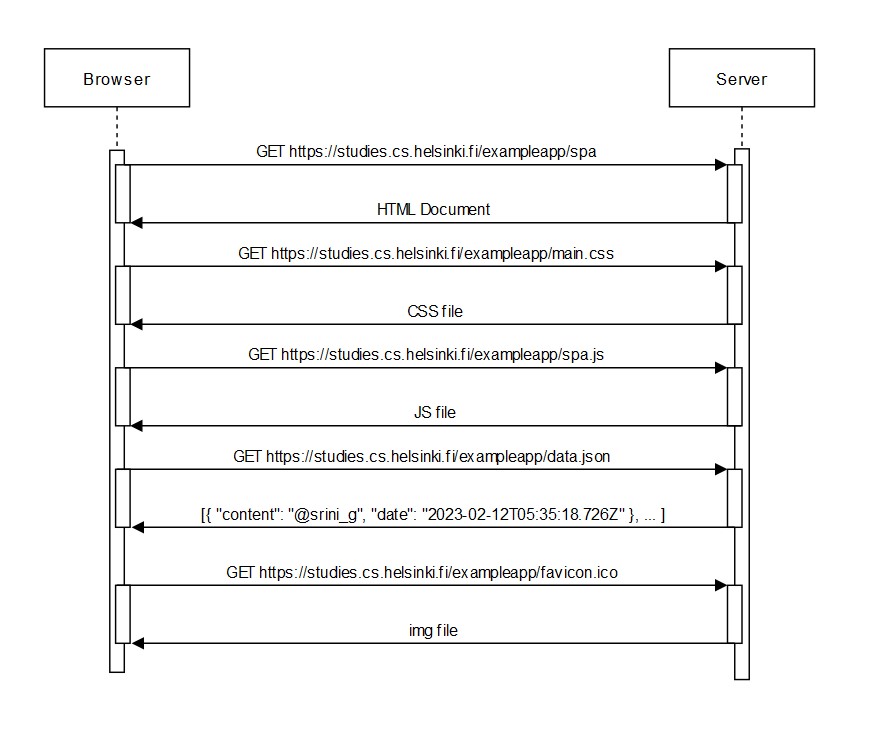 Browser
Server
GET https://studies.cs.helsinki.fi/exampleapp/spa
HTML Document
GET https://studies.cs.helsinki.fi/exampleapp/main.css
CSS file
GET https://studies.cs.helsinki.fi/exampleapp/spa.js
JS file
GET https://studies.cs.helsinki.fi/exampleapp/data.json
[{ "content": "@srini_g", "date": "2023-02-12T05:35:18.726Z" }, ... ]
GET https://studies.cs.helsinki.fi/exampleapp/favicon.ico
img file